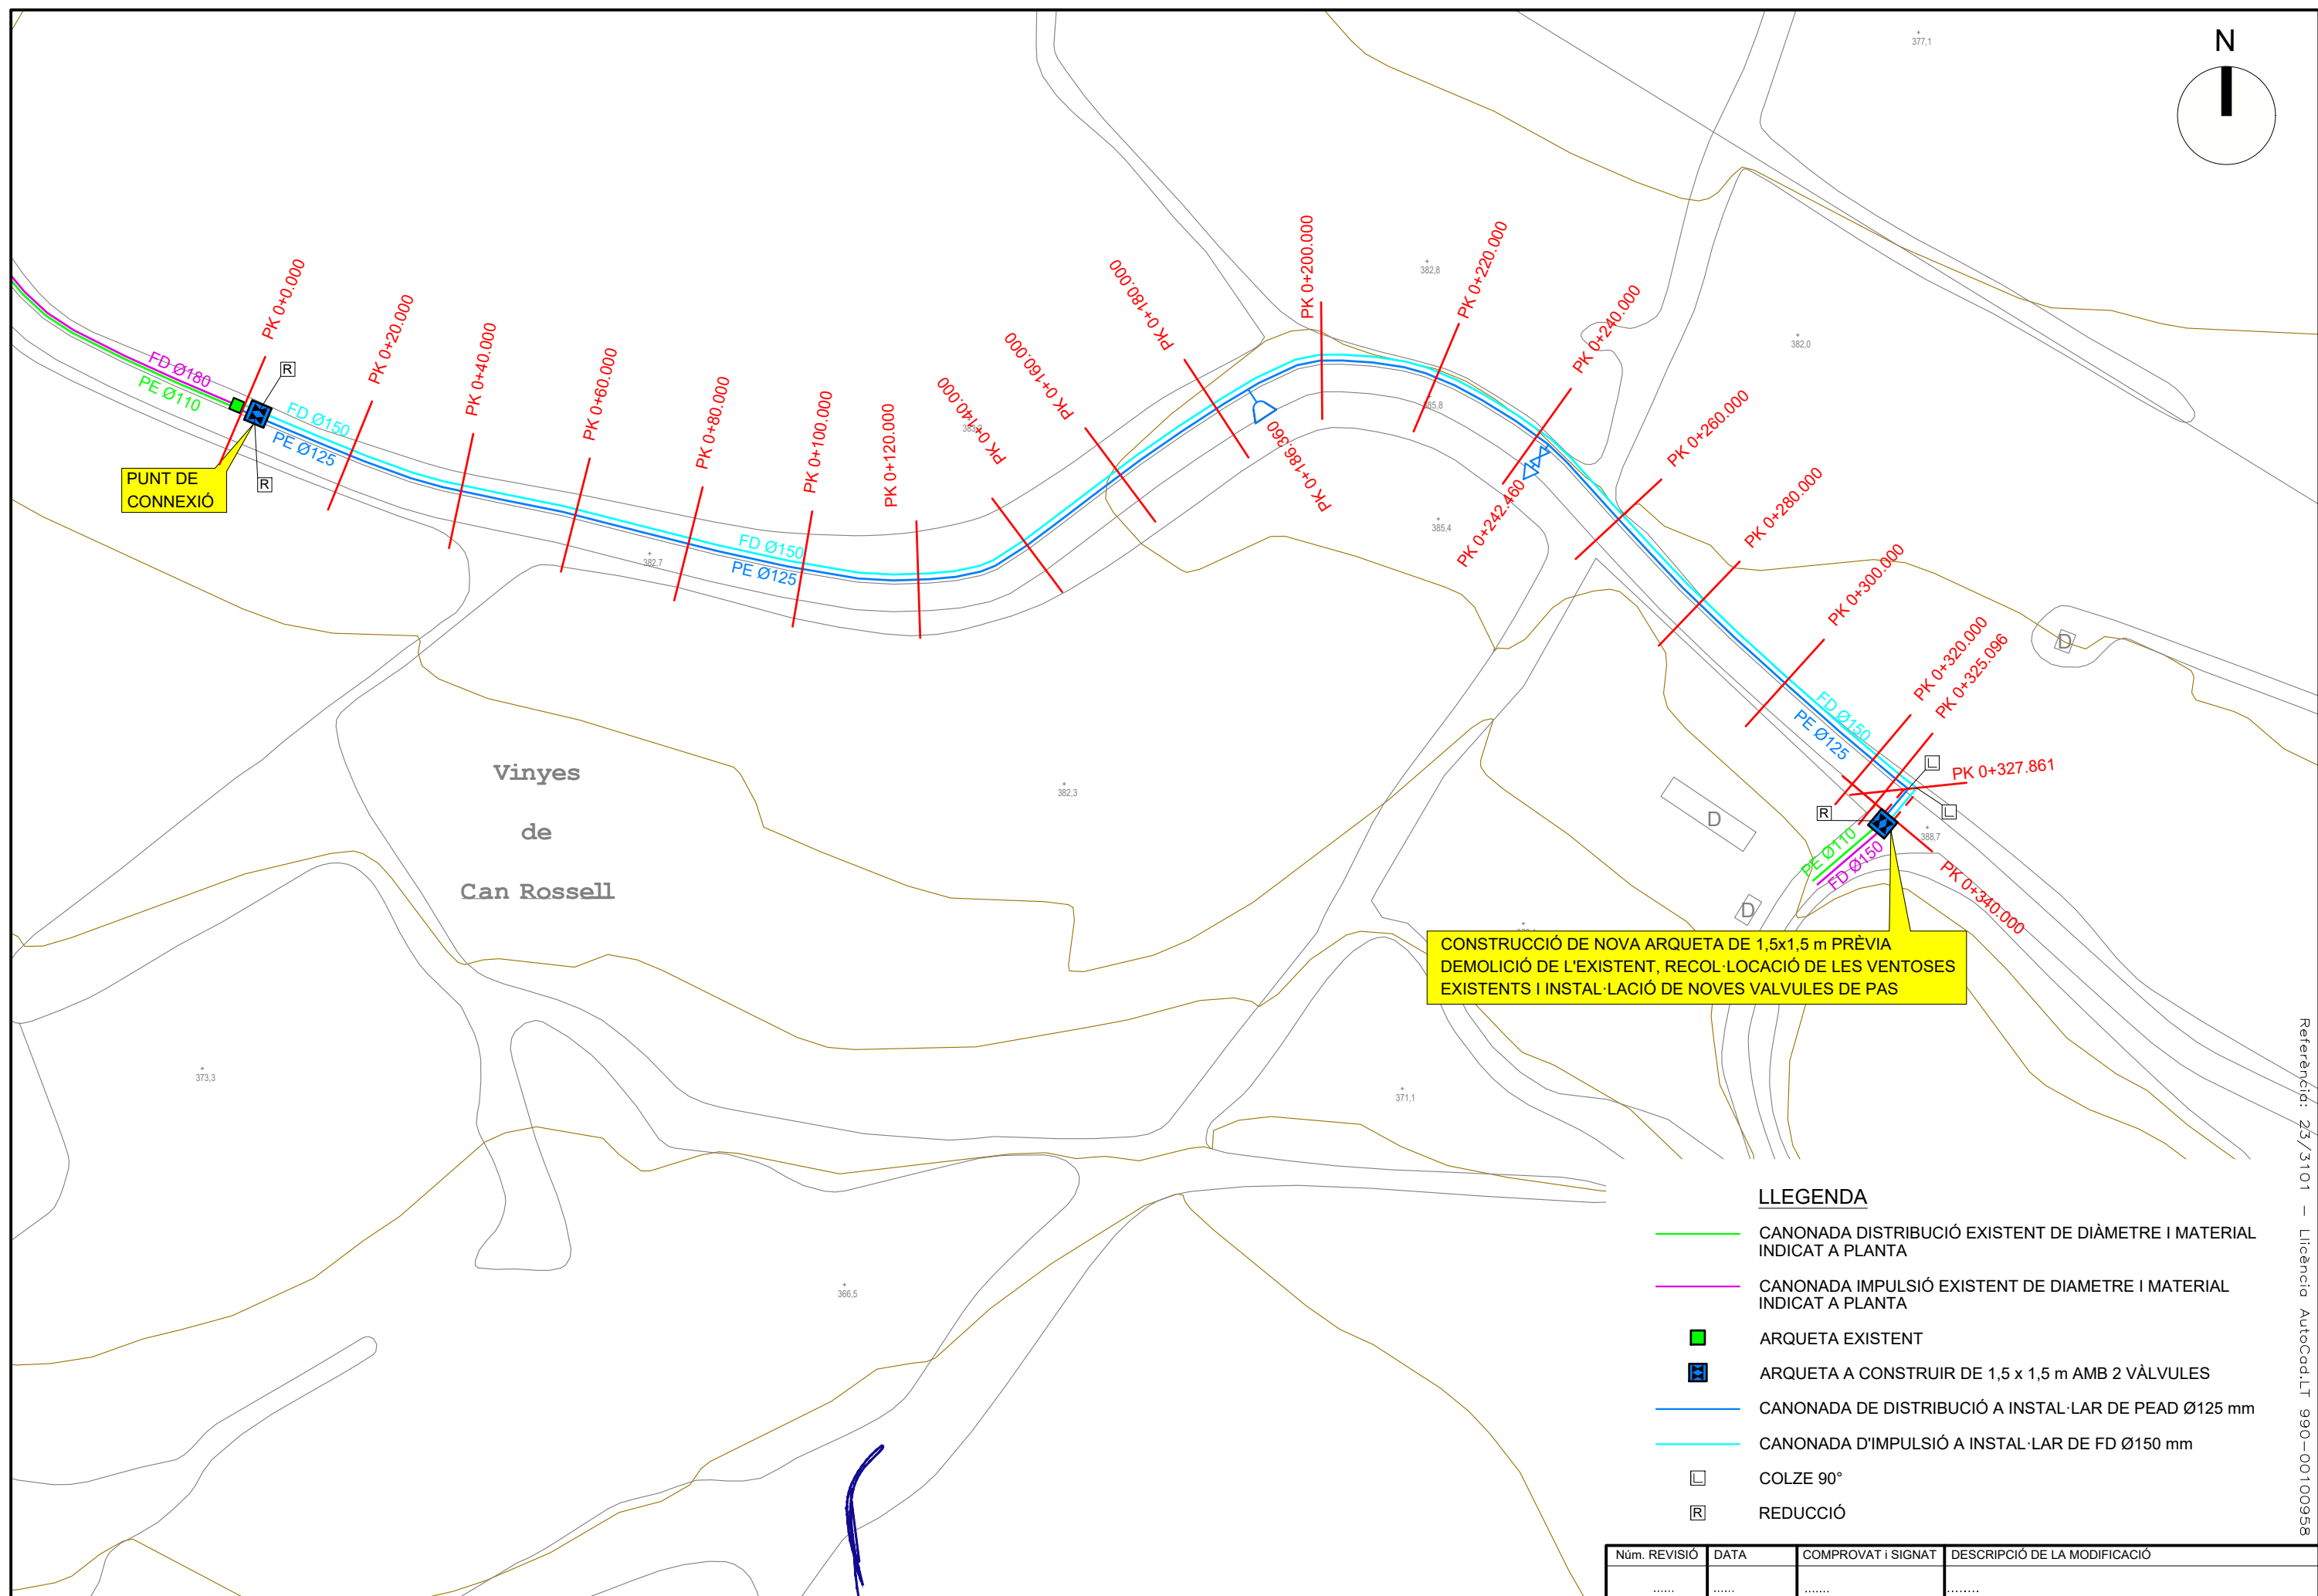 N
377,1
382,8
382,0
PK 0+0.000
PK 0+20.000
PK 0+40.000
PK 0+60.000
PK 0+80.000
PK 0+100.000
PK 0+120.000
PK 0+140.000
PK 0+160.000
PK 0+180.000
PK 0+186.360
PK 0+200.000
PK 0+220.000
PK 0+240.000
PK 0+242.460
PK 0+260.000
PK 0+280.000
PK 0+300.000
PK 0+320.000
PK 0+325.096
PK 0+327.861
PK 0+340.000
FD Ø180
PE Ø110
R
FD Ø150
PE Ø125
R
PUNT DE
CONNEXIÓ
382,7
FD Ø150
PE Ø125
385,4
D
FD Ø150
PE Ø125
L
L
R
388,7
PE Ø110
FD Ø150
D
D
Vinyes
de
Can Rossell
382,3
CONSTRUCCIÓ DE NOVA ARQUETA DE 1,5x1,5 m PRÈVIA
DEMOLICIÓ DE L'EXISTENT, RECOL·LOCACIÓ DE LES VENTOSES
EXISTENTS I INSTAL·LACIÓ DE NOVES VALVULES DE PAS
373,3
371,1
366,5
LLEGENDA
CANONADA DISTRIBUCIÓ EXISTENT DE DIÀMETRE I MATERIAL
INDICAT A PLANTA
CANONADA IMPULSIÓ EXISTENT DE DIAMETRE I MATERIAL
INDICAT A PLANTA
ARQUETA EXISTENT
ARQUETA A CONSTRUIR DE 1,5 x 1,5 m AMB 2 VÀLVULES
CANONADA DE DISTRIBUCIÓ A INSTAL·LAR DE PEAD Ø125 mm
CANONADA D'IMPULSIÓ A INSTAL·LAR DE FD Ø150 mm
L COLZE 90°
R REDUCCIÓ
Referència: 23/3101 - Llicència AutoCad.LT 990-00100958
Núm. REVISIÓ DATA COMPROVAT i SIGNAT DESCRIPCIÓ DE LA MODIFICACIÓ
...... ...... ....... ........